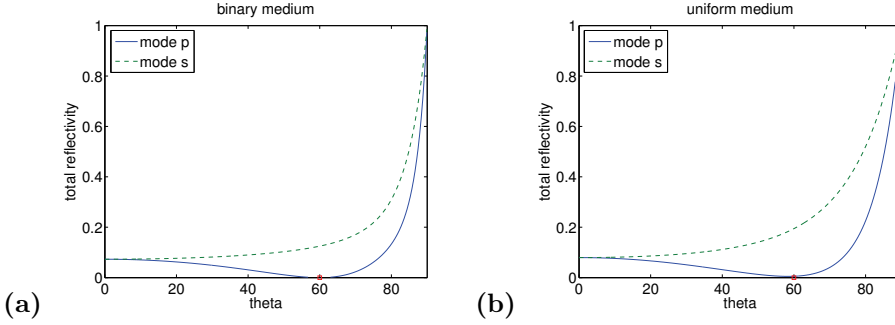 binary medium
mode p
mode s
total reflectivity
1
0.8
0.6
0.4
0.2
0
0
20
40
60
80
theta
(a)
uniform medium
mode p
mode s
total reflectivity
1
0.8
0.6
0.4
0.2
0
0
20
40
60
80
theta
(b)